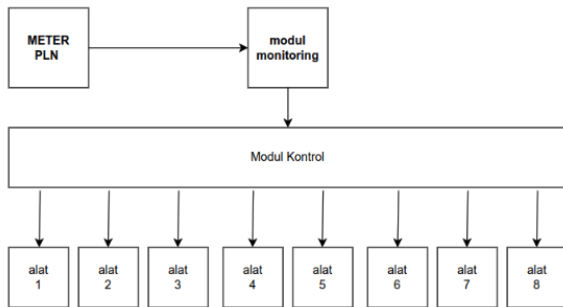 METER
PLN
modul
monitoring
Modul Kontrol
alat
1
alat
2
alat
3
alat
4
alat
5
alat
6
alat
7
alat
8